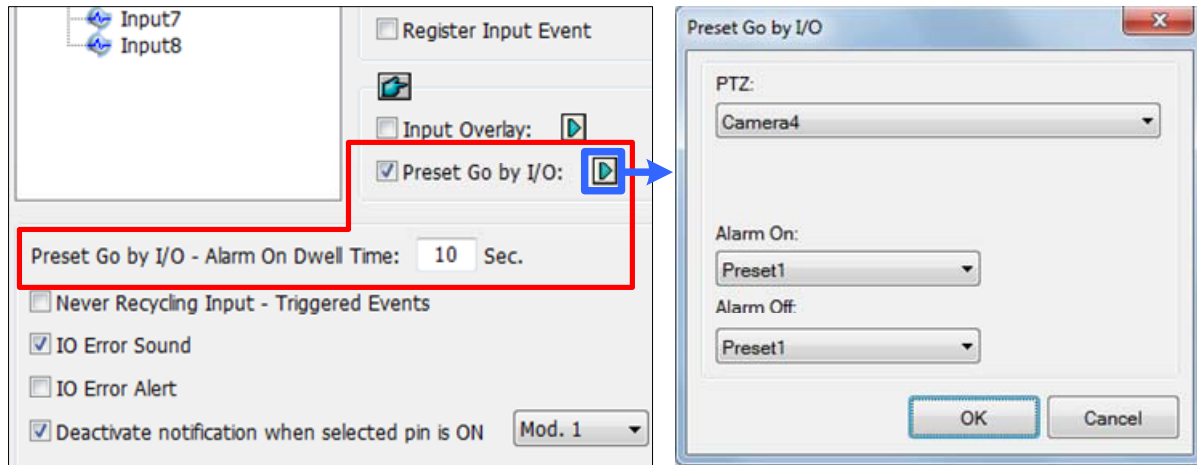 Input7
Input8
Register Input Event
Input Overlay:
Preset Go by I/O:
Preset Go by I/O - Alarm On Dwell Time: 10 Sec.
Never Recycling Input - Triggered Events
IO Error Sound
IO Error Alert
Deactivate notification when selected pin is ON Mod. 1
Preset Go by I/O
PTZ:
Camera4
Alarm On:
Preset1
Alarm Off:
Preset1
OK Cancel